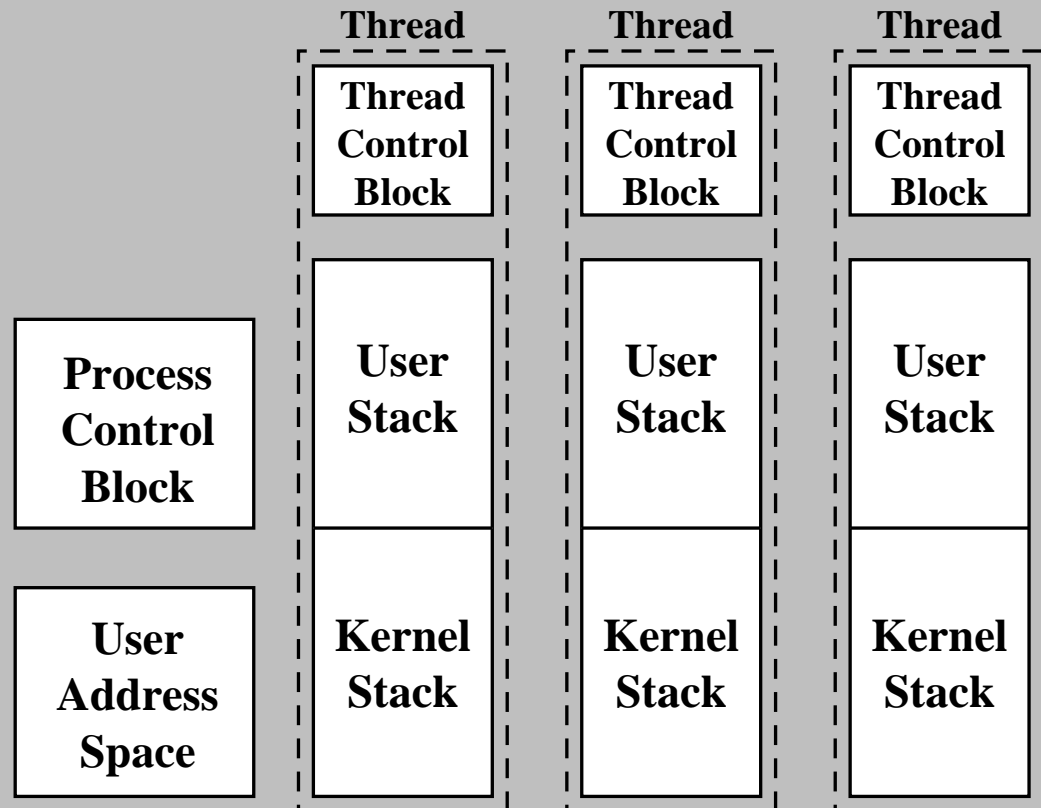 Thread
Thread
Thread
Thread
Control
Block
Thread
Control
Block
Thread
Control
Block
Process
Control
Block
User
Stack
User
Stack
User
Stack
User
Address
Space
Kernel
Stack
Kernel
Stack
Kernel
Stack